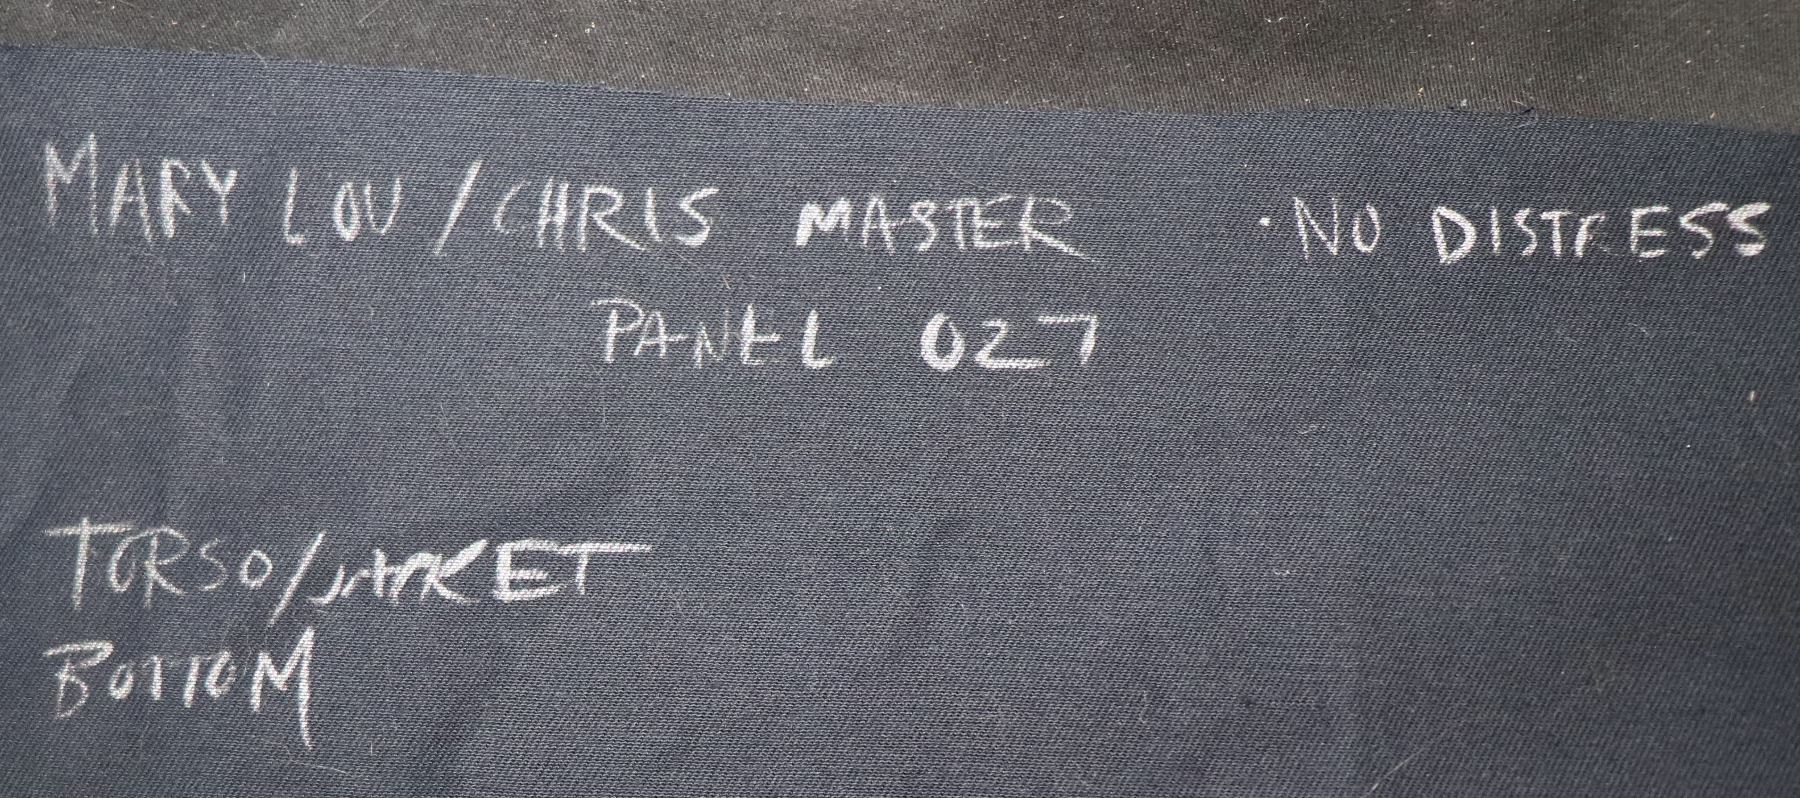 MARY LOU / CHRIS MASTER · NO DISTRESS
PANEL 027
TORSO/JACKET
BOTTOM